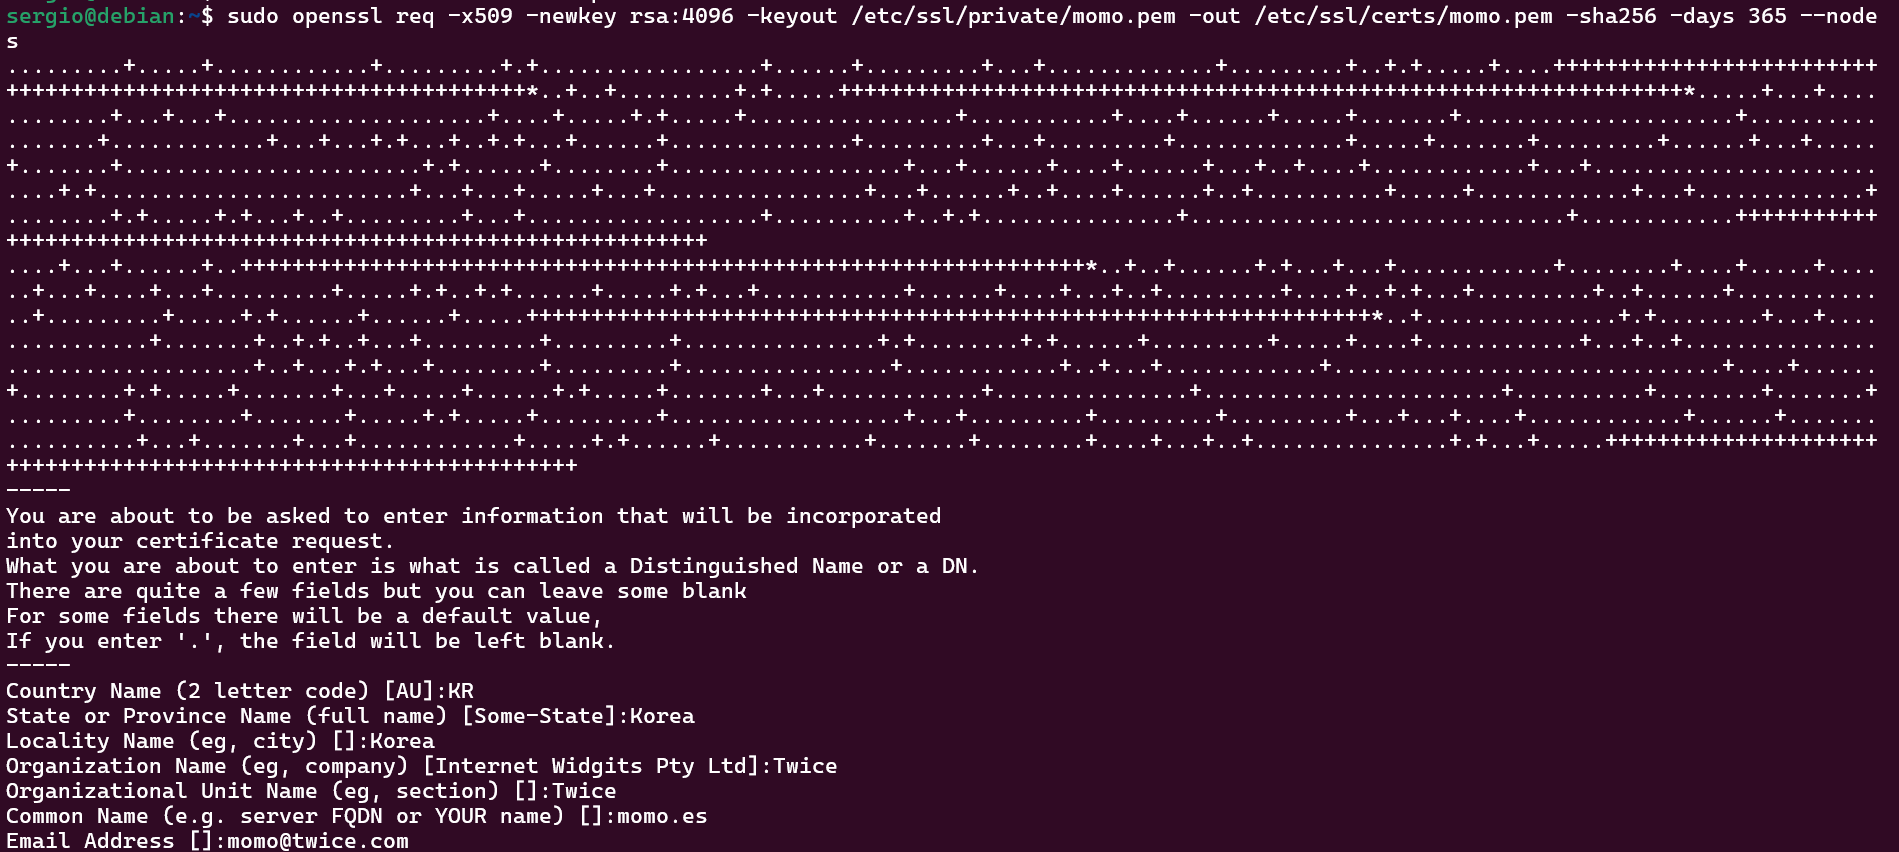 sergio@debian:~$ sudo openssl req -x509 -newkey rsa:4096 -keyout /etc/ssl/private/momo.pem -out /etc/ssl/certs/momo.pem -sha256 -days 365 --node
s
-----
You are about to be asked to enter information that will be incorporated
into your certificate request.
What you are about to enter is what is called a Distinguished Name or a DN.
There are quite a few fields but you can leave some blank
For some fields there will be a default value,
If you enter '.', the field will be left blank.
-----
Country Name (2 letter code) [AU]:KR
State or Province Name (full name) [Some-State]:Korea
Locality Name (eg, city) []:Korea
Organization Name (eg, company) [Internet Widgits Pty Ltd]:Twice
Organizational Unit Name (eg, section) []:Twice
Common Name (e.g. server FQDN or YOUR name) []:momo.es
Email Address []:momo@twice.com